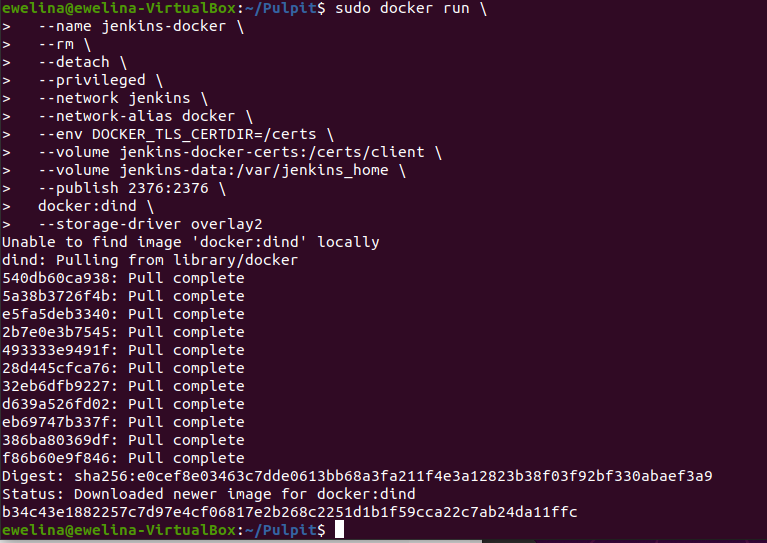 ewelina@ewelina-VirtualBox:~/Pulpit$ sudo docker run \
>   --name jenkins-docker \
>   --rm \
>   --detach \
>   --privileged \
>   --network jenkins \
>   --network-alias docker \
>   --env DOCKER_TLS_CERTDIR=/certs \
>   --volume jenkins-docker-certs:/certs/client \
>   --volume jenkins-data:/var/jenkins_home \
>   --publish 2376:2376 \
>   docker:dind \
>   --storage-driver overlay2
Unable to find image 'docker:dind' locally
dind: Pulling from library/docker
540db60ca938: Pull complete
5a38b3726f4b: Pull complete
e5fa5deb3340: Pull complete
2b7e0e3b7545: Pull complete
493333e9491f: Pull complete
28d445cfca76: Pull complete
32eb6dfb9227: Pull complete
d639a526fd02: Pull complete
eb69747b337f: Pull complete
386ba80369df: Pull complete
f86b60e9f846: Pull complete
Digest: sha256:e0cef8e03463c7dde0613bb68a3fa211f4e3a12823b38f03f92bf330abaef3a9
Status: Downloaded newer image for docker:dind
b34c43e1882257c7d97e4cf06817e2b268c2251d1b1f59cca22c7ab24da11ffc
ewelina@ewelina-VirtualBox:~/Pulpit$